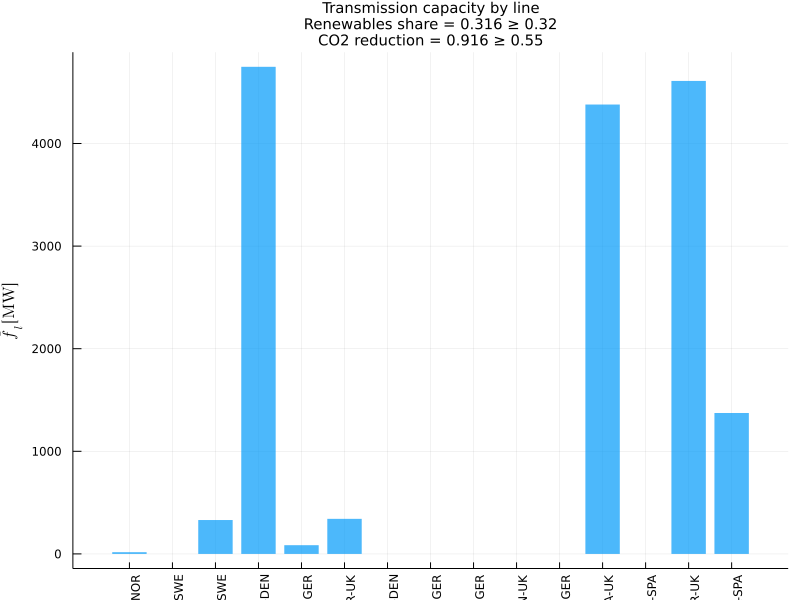 Transmission capacity by line
Renewables share = 0.316 ≥ 0.32
CO2 reduction = 0.916 ≥ 0.55
4000
3000
2000
1000
0
f̄_l [MW]
NOR
SWE
SWE
DEN
GER
R-UK
DEN
GER
GER
N-UK
GER
A-UK
-SPA
R-UK
-SPA